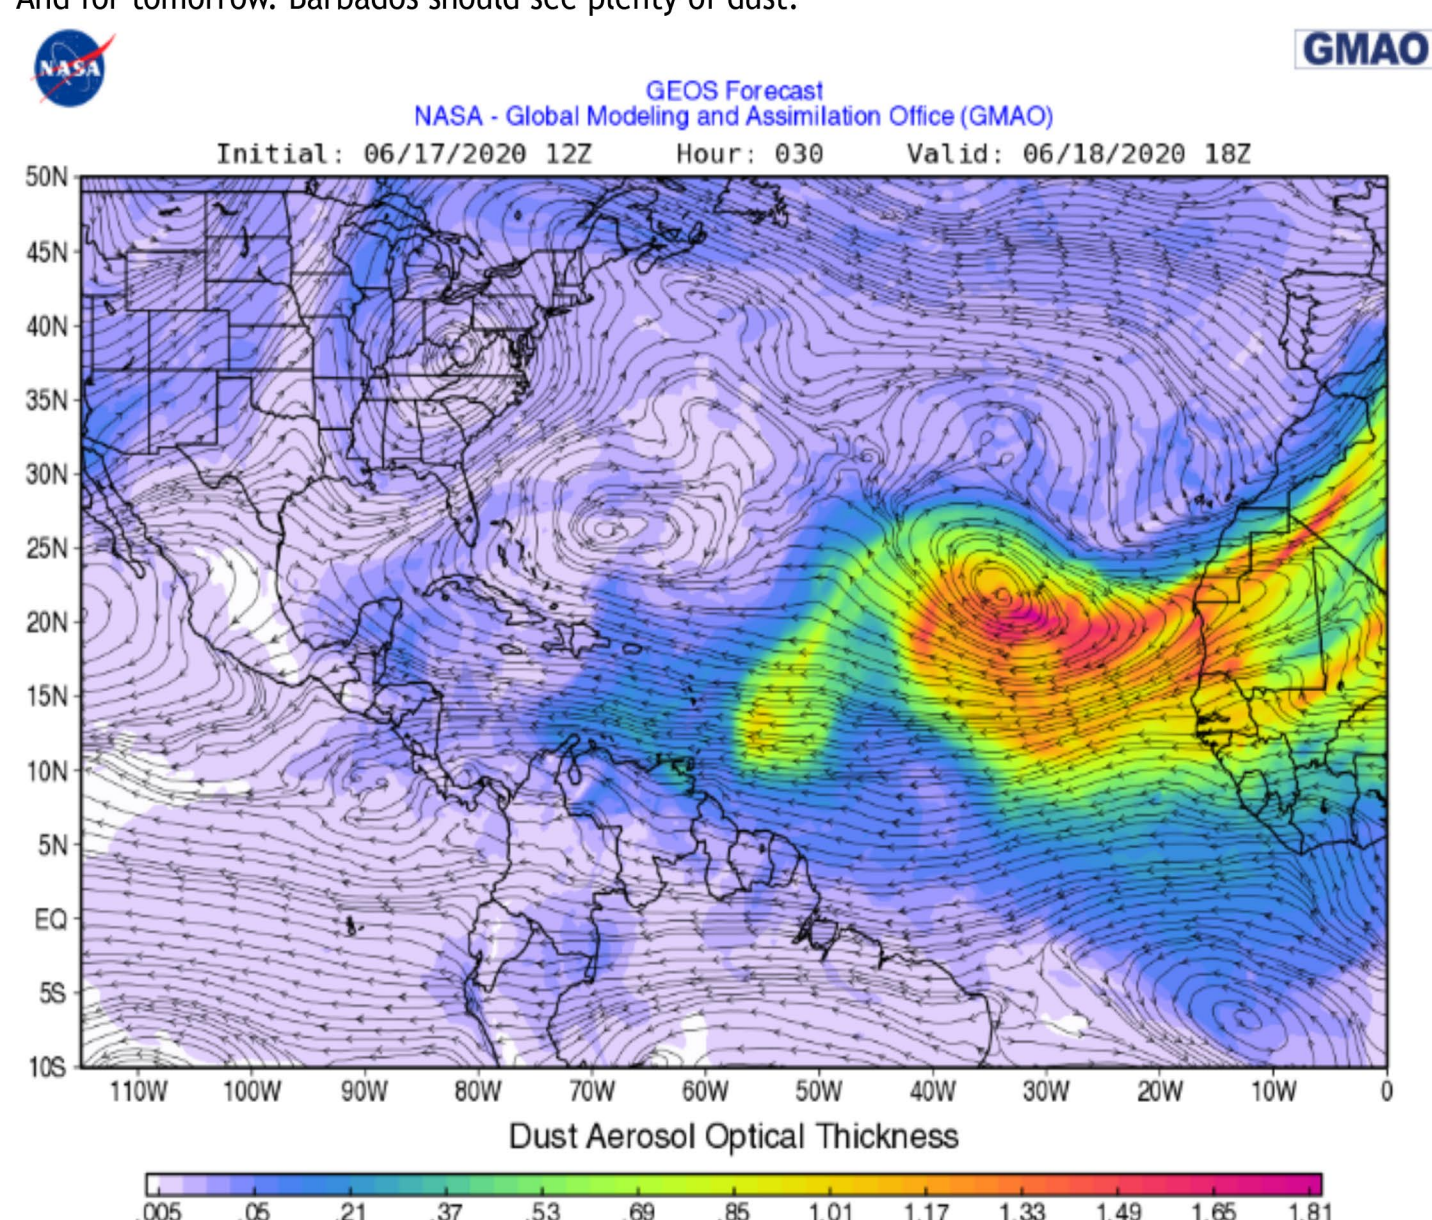 And for tomorrow. Barbados should see plenty of dust.
NASA
GMAO
GEOS Forecast
NASA - Global Modeling and Assimilation Office (GMAO)
Initial: 06/17/2020 12Z Hour: 030 Valid: 06/18/2020 18Z
50N
45N
40N
35N
30N
25N
20N
15N
10N
5N
EQ
5S
10S
110W 100W 90W 80W 70W 60W 50W 40W 30W 20W 10W 0
Dust Aerosol Optical Thickness
.005 .05 .21 .37 .53 .69 .85 1.01 1.17 1.33 1.49 1.65 1.81